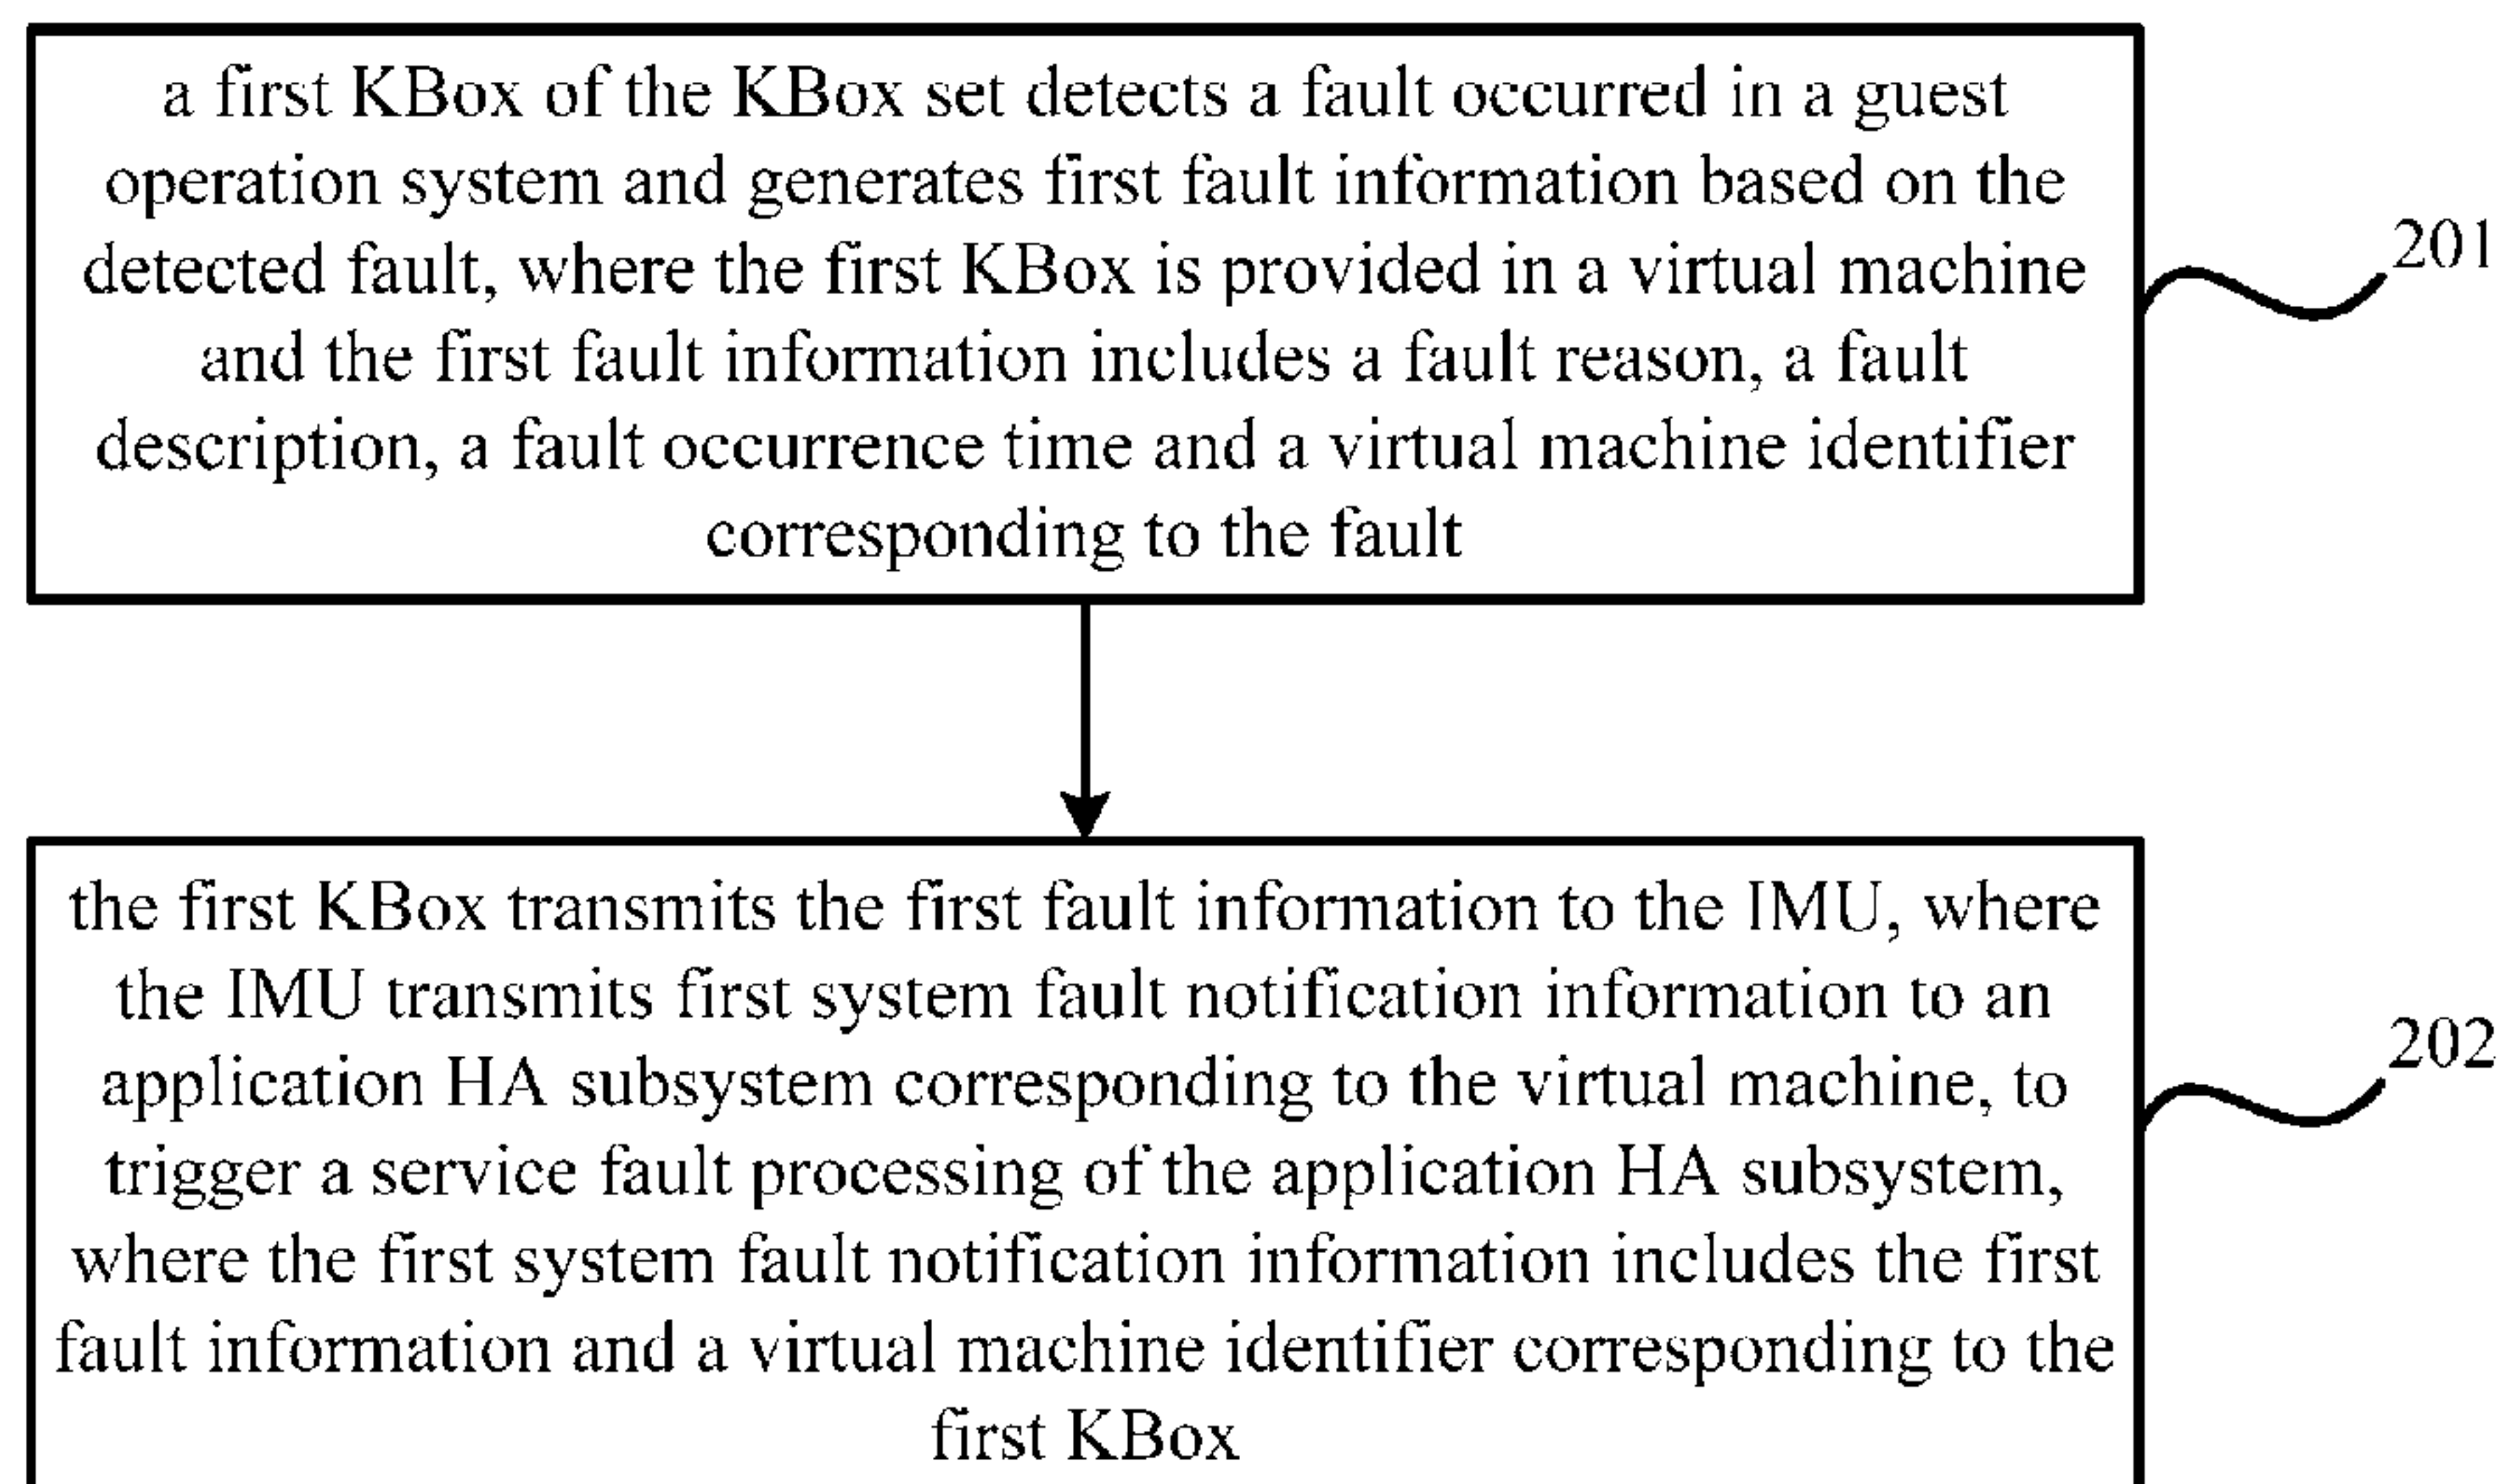 a first KBox of the KBox set detects a fault occurred in a guest
operation system and generates first fault information based on the
detected fault, where the first KBox is provided in a virtual machine
and the first fault information includes a fault reason, a fault
description, a fault occurrence time and a virtual machine identifier
corresponding to the fault
201
the first KBox transmits the first fault information to the IMU, where
the IMU transmits first system fault notification information to an
application HA subsystem corresponding to the virtual machine, to
trigger a service fault processing of the application HA subsystem,
where the first system fault notification information includes the first
fault information and a virtual machine identifier corresponding to the
first KBox
202